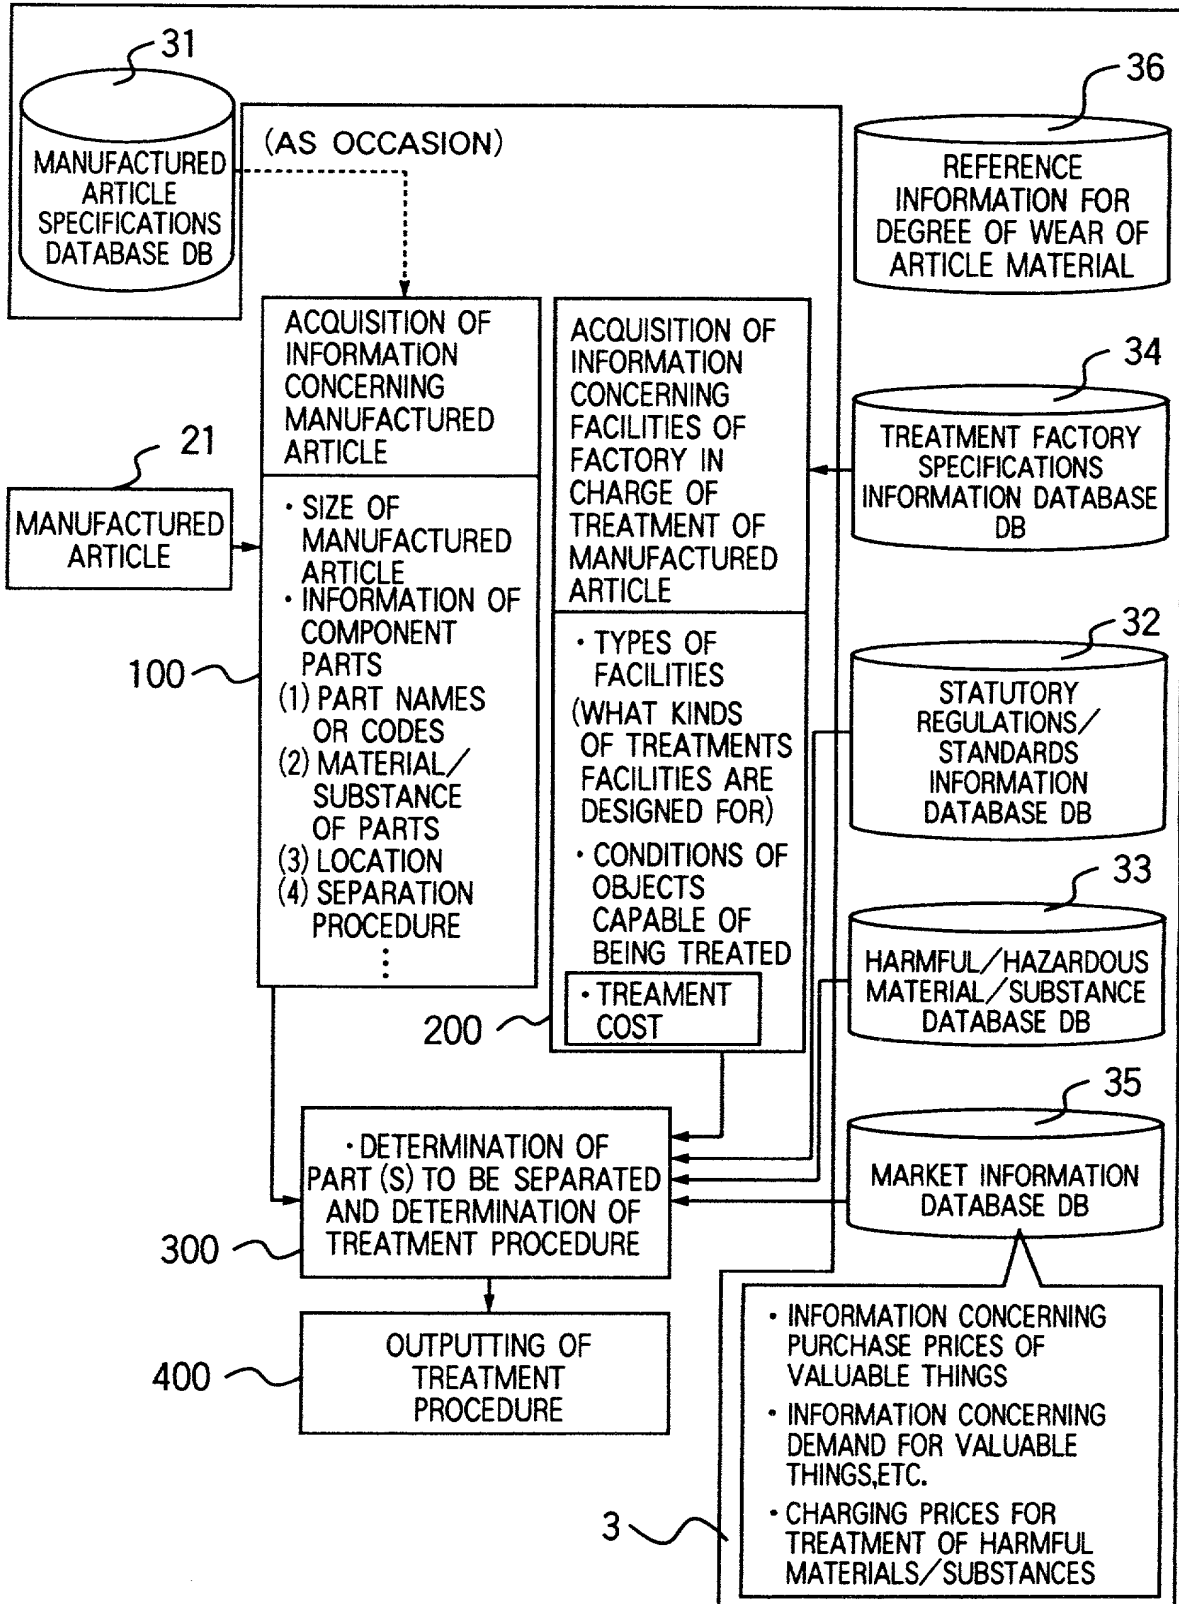 31
MANUFACTURED
ARTICLE
SPECIFICATIONS
DATABASE DB
(AS OCCASION)
36
REFERENCE
INFORMATION FOR
DEGREE OF WEAR OF
ARTICLE MATERIAL
21
MANUFACTURED
ARTICLE
ACQUISITION OF
INFORMATION
CONCERNING
MANUFACTURED
ARTICLE
・SIZE OF
MANUFACTURED
ARTICLE
・INFORMATION OF
COMPONENT
PARTS
(1) PART NAMES
OR CODES
(2) MATERIAL/
SUBSTANCE
OF PARTS
(3) LOCATION
(4) SEPARATION
PROCEDURE
⋮
100
ACQUISITION OF
INFORMATION
CONCERNING
FACILITIES OF
FACTORY IN
CHARGE OF
TREATMENT OF
MANUFACTURED
ARTICLE
・TYPES OF
FACILITIES
(WHAT KINDS
OF TREATMENTS
FACILITIES ARE
DESIGNED FOR)
・CONDITIONS OF
OBJECTS
CAPABLE OF
BEING TREATED
・TREAMENT
COST
200
34
TREATMENT FACTORY
SPECIFICATIONS
INFORMATION DATABASE
DB
32
STATUTORY
REGULATIONS/
STANDARDS
INFORMATION
DATABASE DB
33
HARMFUL/HAZARDOUS
MATERIAL/SUBSTANCE
DATABASE DB
35
MARKET INFORMATION
DATABASE DB
・DETERMINATION OF
PART (S) TO BE SEPARATED
AND DETERMINATION OF
TREATMENT PROCEDURE
300
OUTPUTTING OF
TREATMENT
PROCEDURE
400
・INFORMATION CONCERNING
PURCHASE PRICES OF
VALUABLE THINGS
・INFORMATION CONCERNING
DEMAND FOR VALUABLE
THINGS,ETC.
・CHARGING PRICES FOR
TREATMENT OF HARMFUL
MATERIALS/SUBSTANCES
3